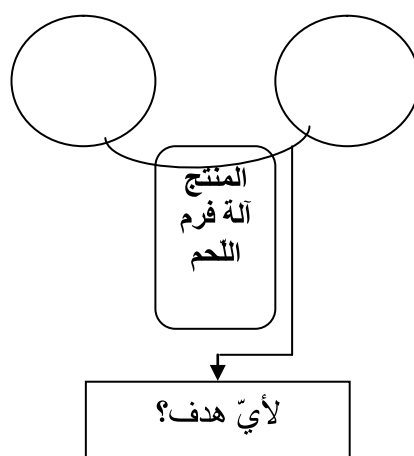 المنتج
آلة فرم
اللّحم
لأيّ هدف؟